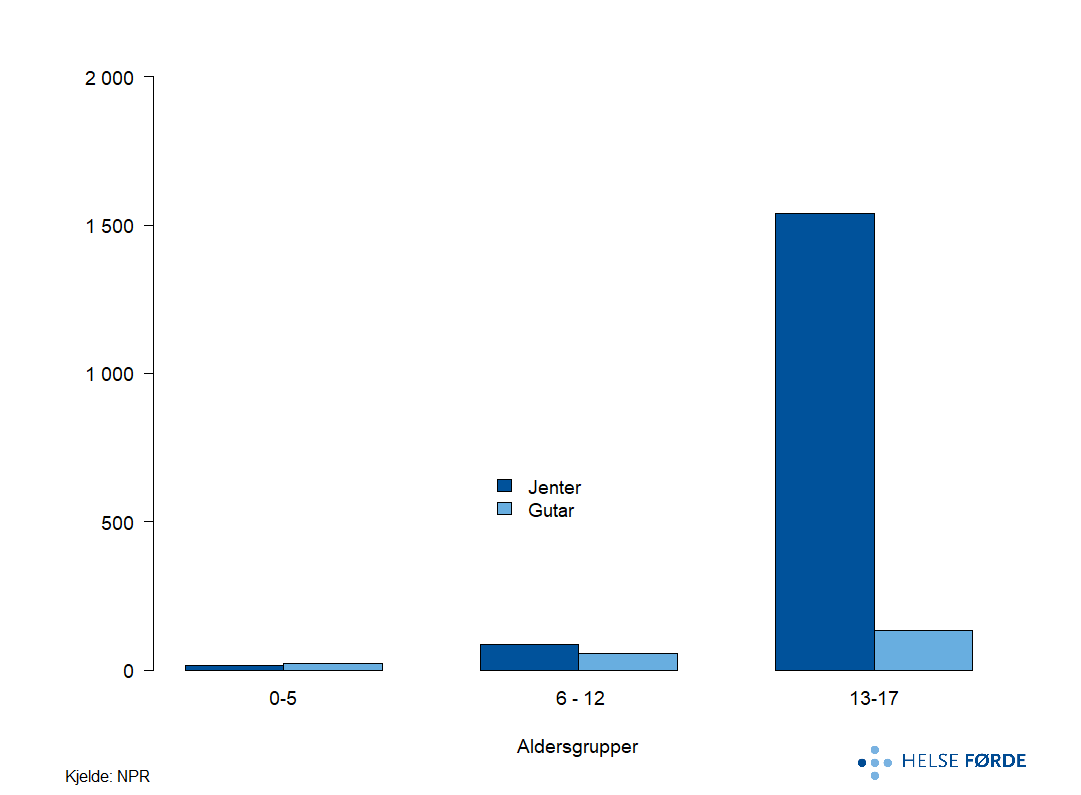 2 000
1 500
1 000
500
0
Jenter
Gutar
0-5
6 - 12
13-17
Aldersgrupper
Kjelde: NPR
HELSE FØRDE